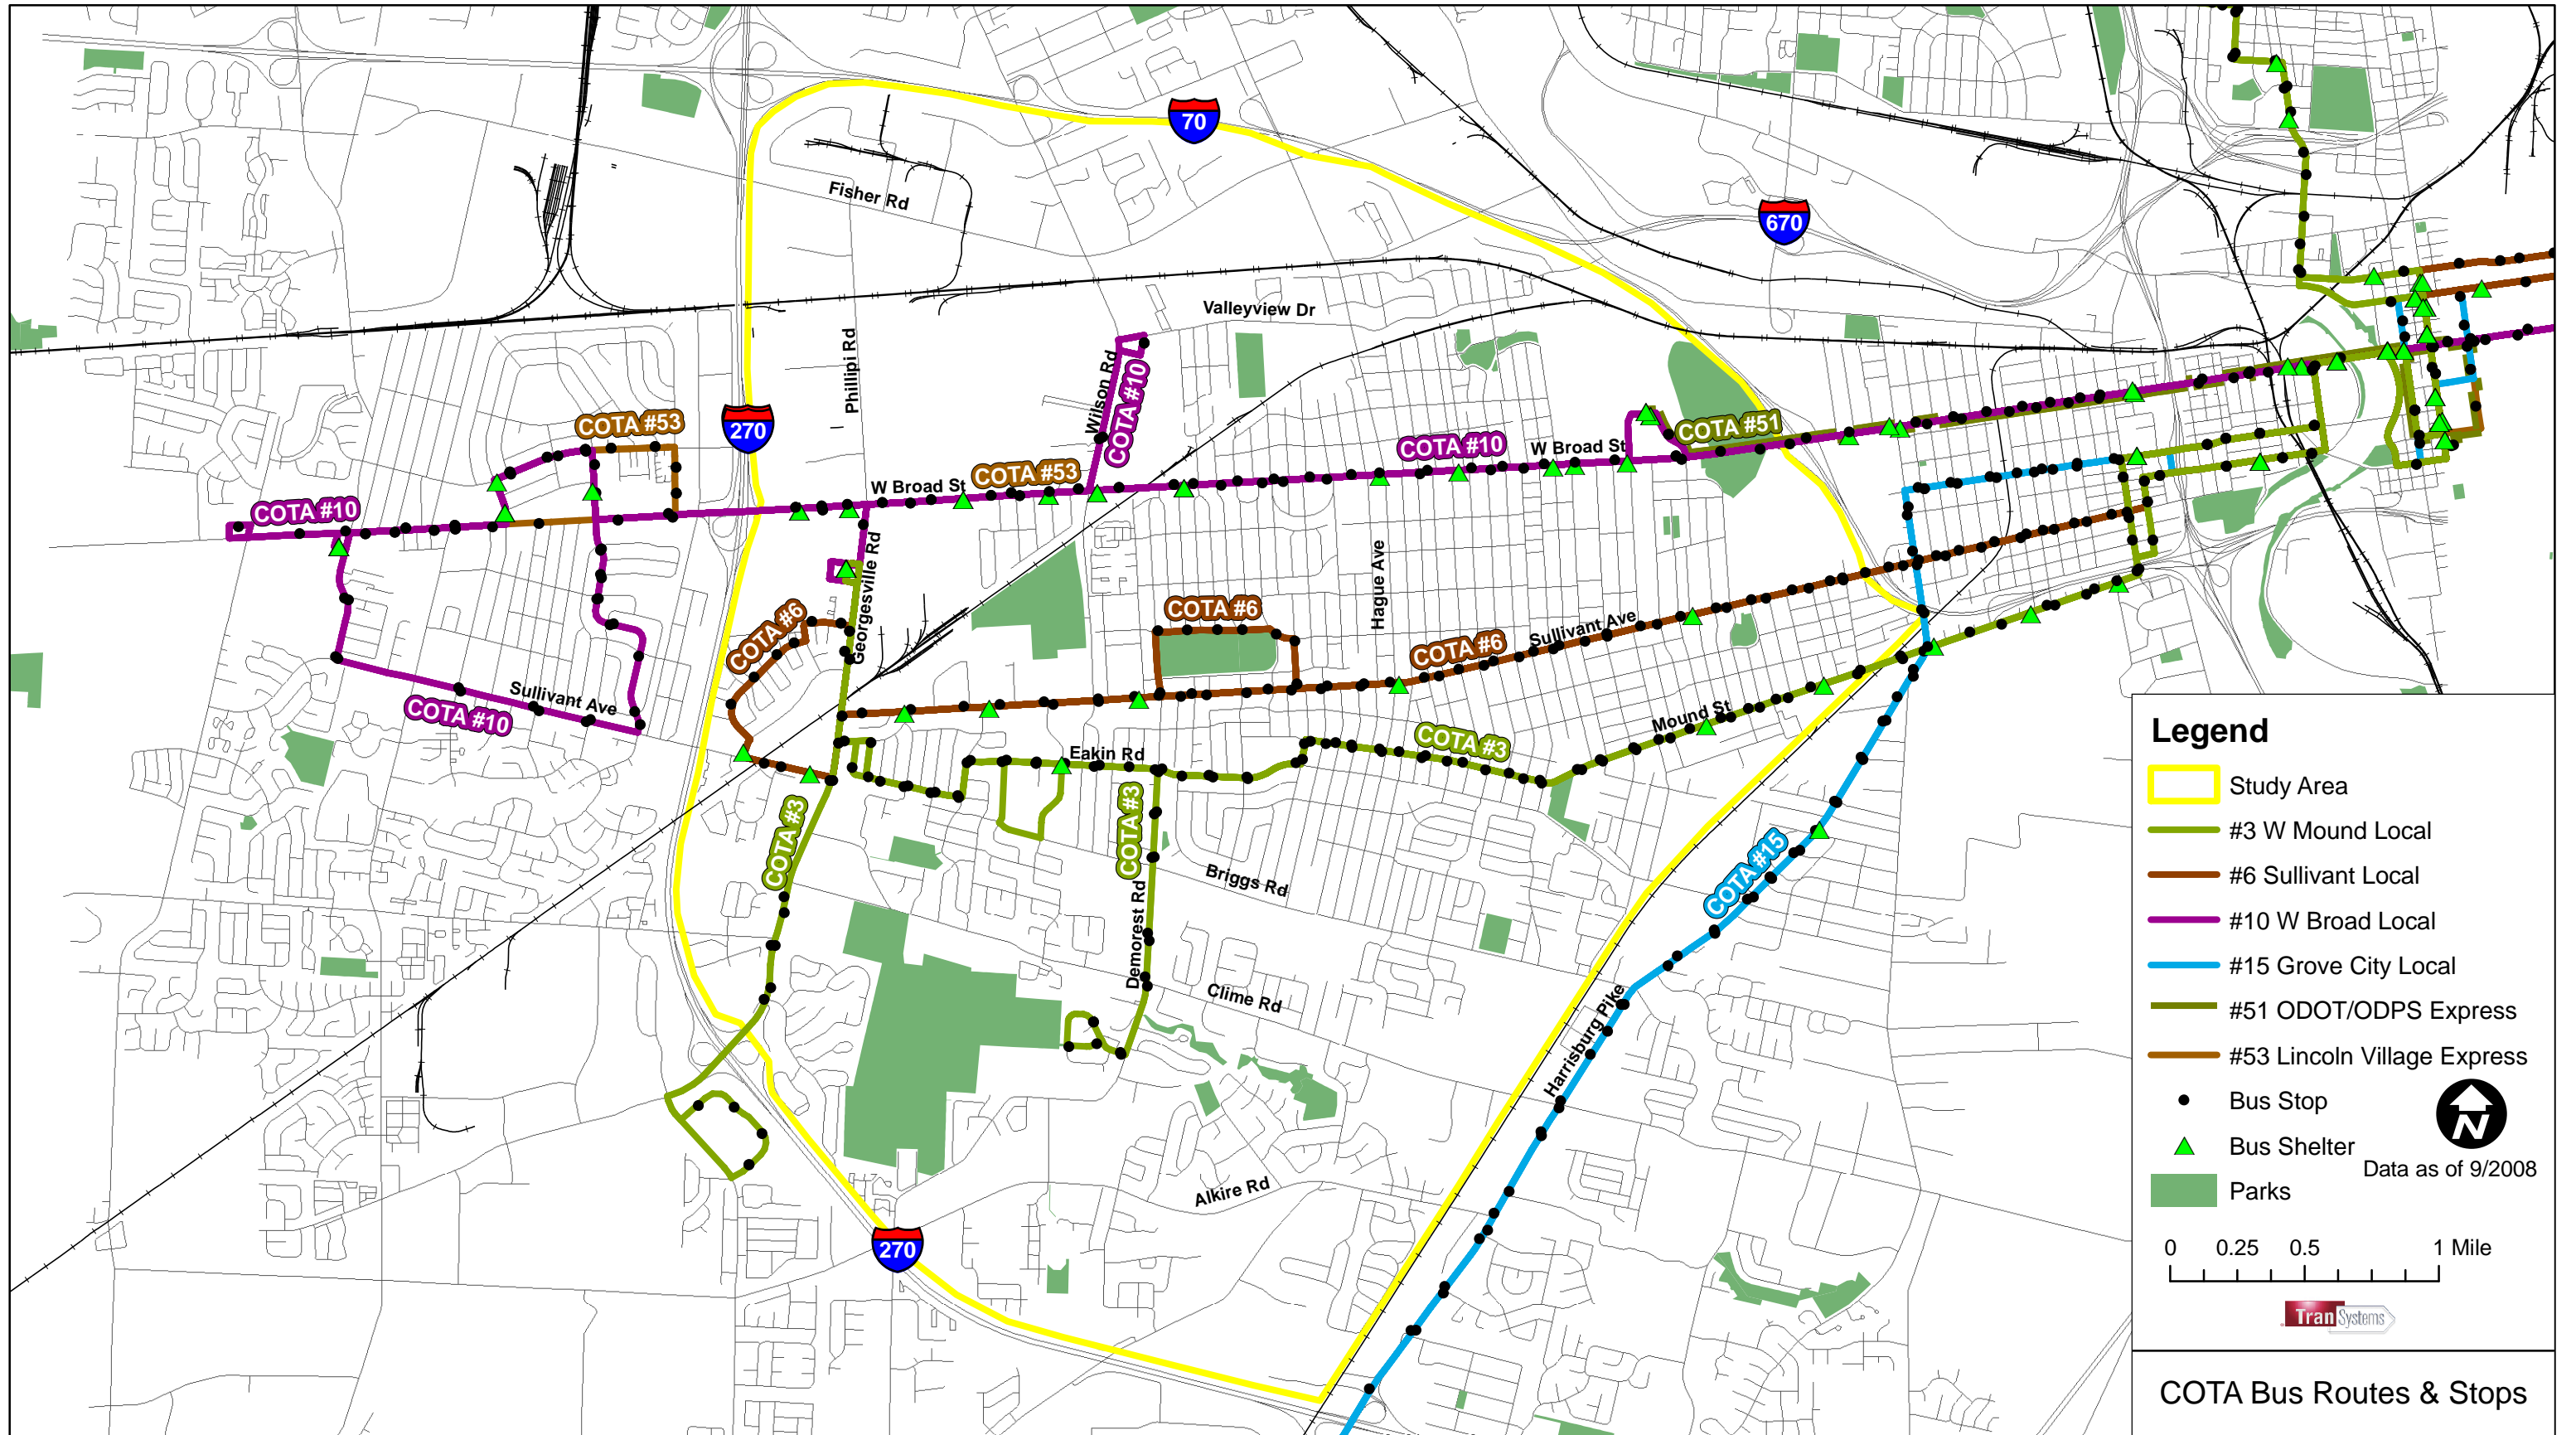 70
670
Fisher Rd
Valleyview Dr
Phillipi Rd
Wilson Rd
COTA #10
270
COTA #53
COTA #51
COTA #10
W Broad St
COTA #53
W Broad St
COTA #10
Georgesville Rd
Hague Ave
COTA #6
COTA #6
Sullivant Ave
COTA #6
Sullivant Ave
COTA #10
Mound St
COTA #3
Eakin Rd
COTA #3
COTA #3
COTA #15
Briggs Rd
Demorest Rd
Clime Rd
Harrisburg Pike
Alkire Rd
270
Legend
Study Area
#3 W Mound Local
#6 Sullivant Local
#10 W Broad Local
#15 Grove City Local
#51 ODOT/ODPS Express
#53 Lincoln Village Express
Bus Stop
Bus Shelter
N
Data as of 9/2008
Parks
0 0.25 0.5 1 Mile
TranSystems
COTA Bus Routes & Stops